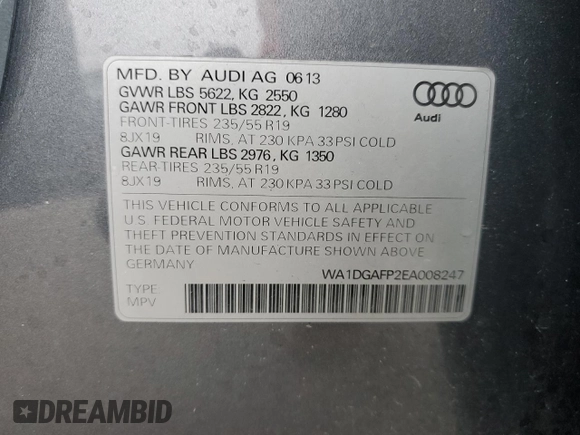 MFD. BY AUDI AG 0613
GVWR LBS 5622, KG 2550
GAWR FRONT LBS 2822, KG 1280
FRONT-TIRES 235/55 R19
8JX19 RIMS, AT 230 KPA 33 PSI COLD
GAWR REAR LBS 2976, KG 1350
REAR-TIRES 235/55 R19
8JX19 RIMS, AT 230 KPA 33 PSI COLD
Audi
THIS VEHICLE CONFORMS TO ALL APPLICABLE
U.S. FEDERAL MOTOR VEHICLE SAFETY AND
THEFT PREVENTION STANDARDS IN EFFECT ON
THE DATE OF MANUFACTURE SHOWN ABOVE
GERMANY
WA1DGAFP2EA008247
TYPE:
MPV
DREAMBID